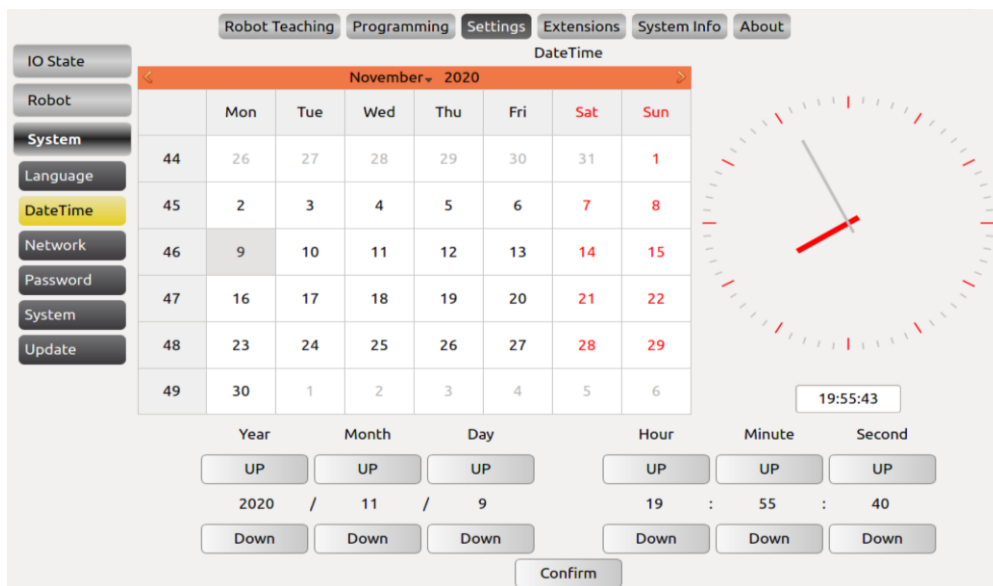 Robot Teaching Programming Settings Extensions System Info About
DateTime
IO State
Robot
System
Language
DateTime
Network
Password
System
Update
November 2020
Mon Tue Wed Thu Fri Sat Sun
44 26 27 28 29 30 31 1
45 2 3 4 5 6 7 8
46 9 10 11 12 13 14 15
47 16 17 18 19 20 21 22
48 23 24 25 26 27 28 29
49 30 1 2 3 4 5 6
19:55:43
Year Month Day Hour Minute Second
UP UP UP UP UP UP
2020 / 11 / 9 19 : 55 : 40
Down Down Down Down Down Down
Confirm